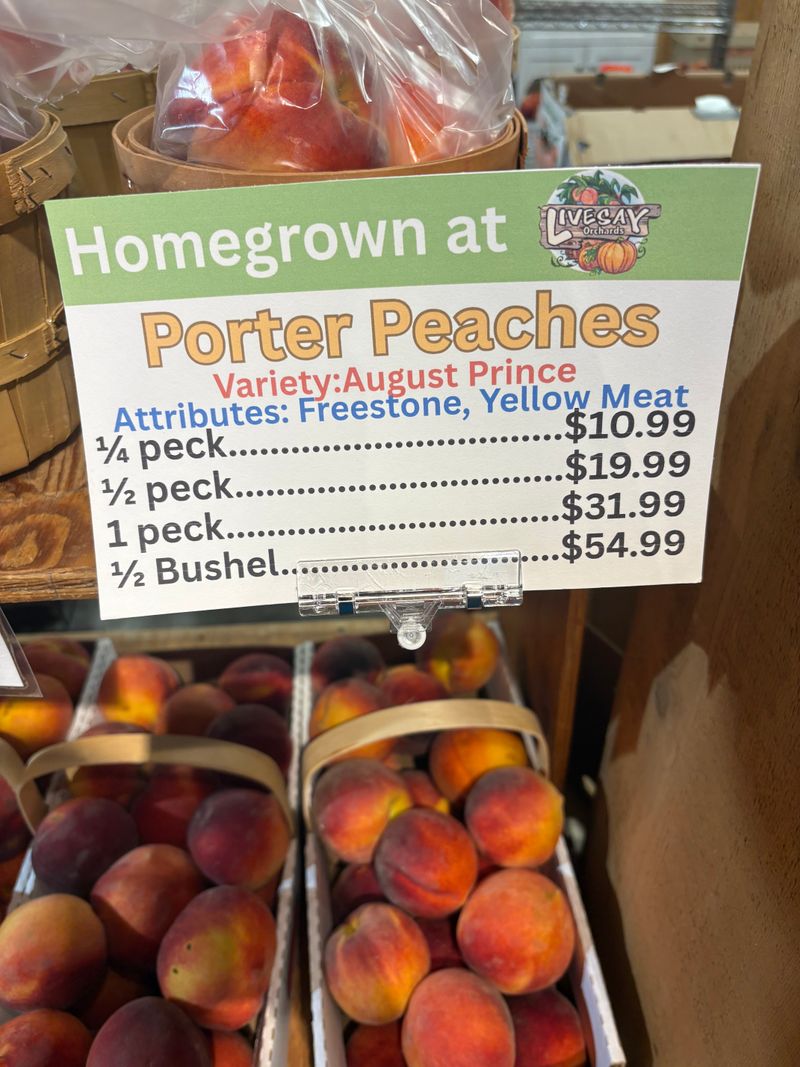 Homegrown at
LIVESAY
Orchards
Porter Peaches
Variety:August Prince
Attributes: Freestone, Yellow Meat
¼ peck................................$10.99
½ peck................................$19.99
1 peck.................................$31.99
½ Bushel...........................$54.99